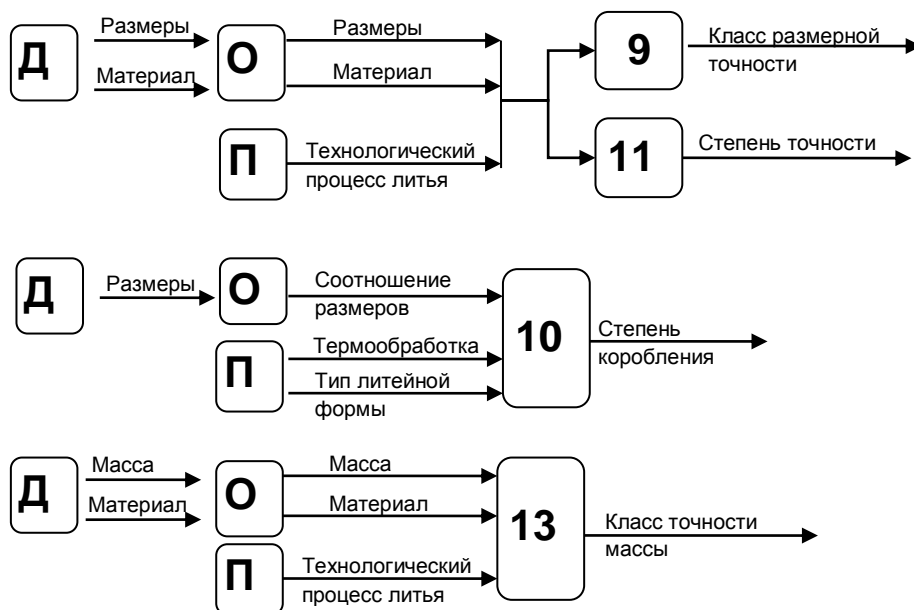 Д
Размеры
Материал
О
Размеры
Материал
П
Технологический
процесс литья
9
Класс размерной
точности
11
Степень точности
Д
Размеры
О
Соотношение
размеров
П
Термообработка
Тип литейной
формы
10
Степень
коробления
Д
Масса
Материал
О
Масса
Материал
П
Технологический
процесс литья
13
Класс точности
массы